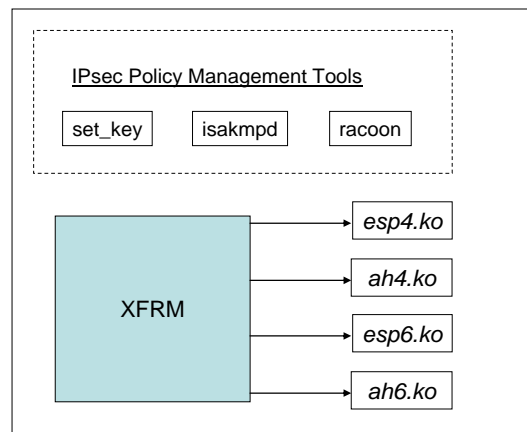 IPsec Policy Management Tools
set_key isakmpd racoon
esp4.ko
ah4.ko
XFRM
esp6.ko
ah6.ko